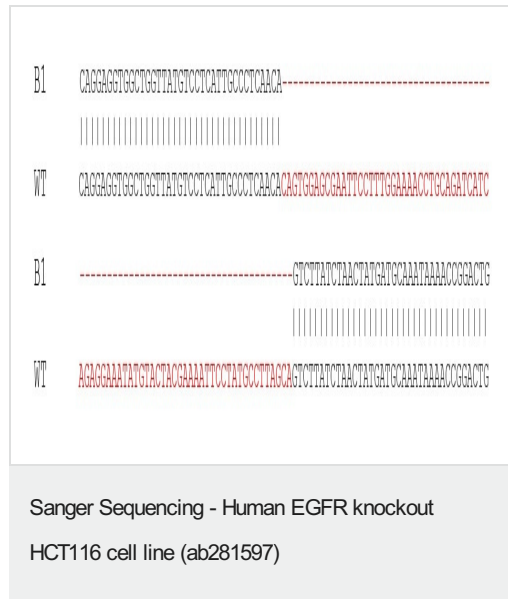 B1 CAGGAGGTGGCTGGTTATGTCCTCATTGCCCTCAACA--------------------------------------
WT CAGGAGGTGGCTGGTTATGTCCTCATTGCCCTCAACACAGTGGAGCGAATTCCTTTGGAAAACCTGCAGATCATC
B1 ---------------------------------------GTCTTATCTAACTATGATGCAAATAAAACCGGACTG
WT AGAGGAAATATGTACTACGAAAATTCCTATGCCTTAGCAGTCTTATCTAACTATGATGCAAATAAAACCGGACTG
Sanger Sequencing - Human EGFR knockout
HCT116 cell line (ab281597)